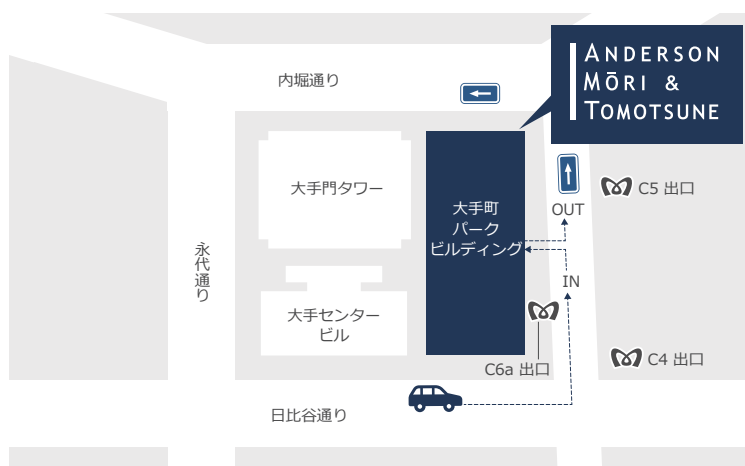 内堀通り
ANDERSON
MŌRI &
TOMOTSUNE
大手門タワー
大手町
パーク
ビルディング
OUT
C5 出口
永代通り
IN
大手センター
ビル
C6a 出口
C4 出口
日比谷通り